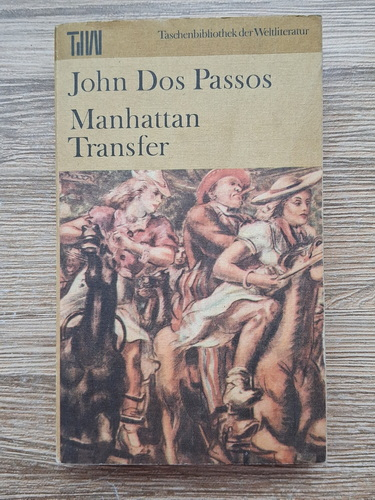 TdW
Taschenbibliothek der Weltliteratur
John Dos Passos
Manhattan
Transfer